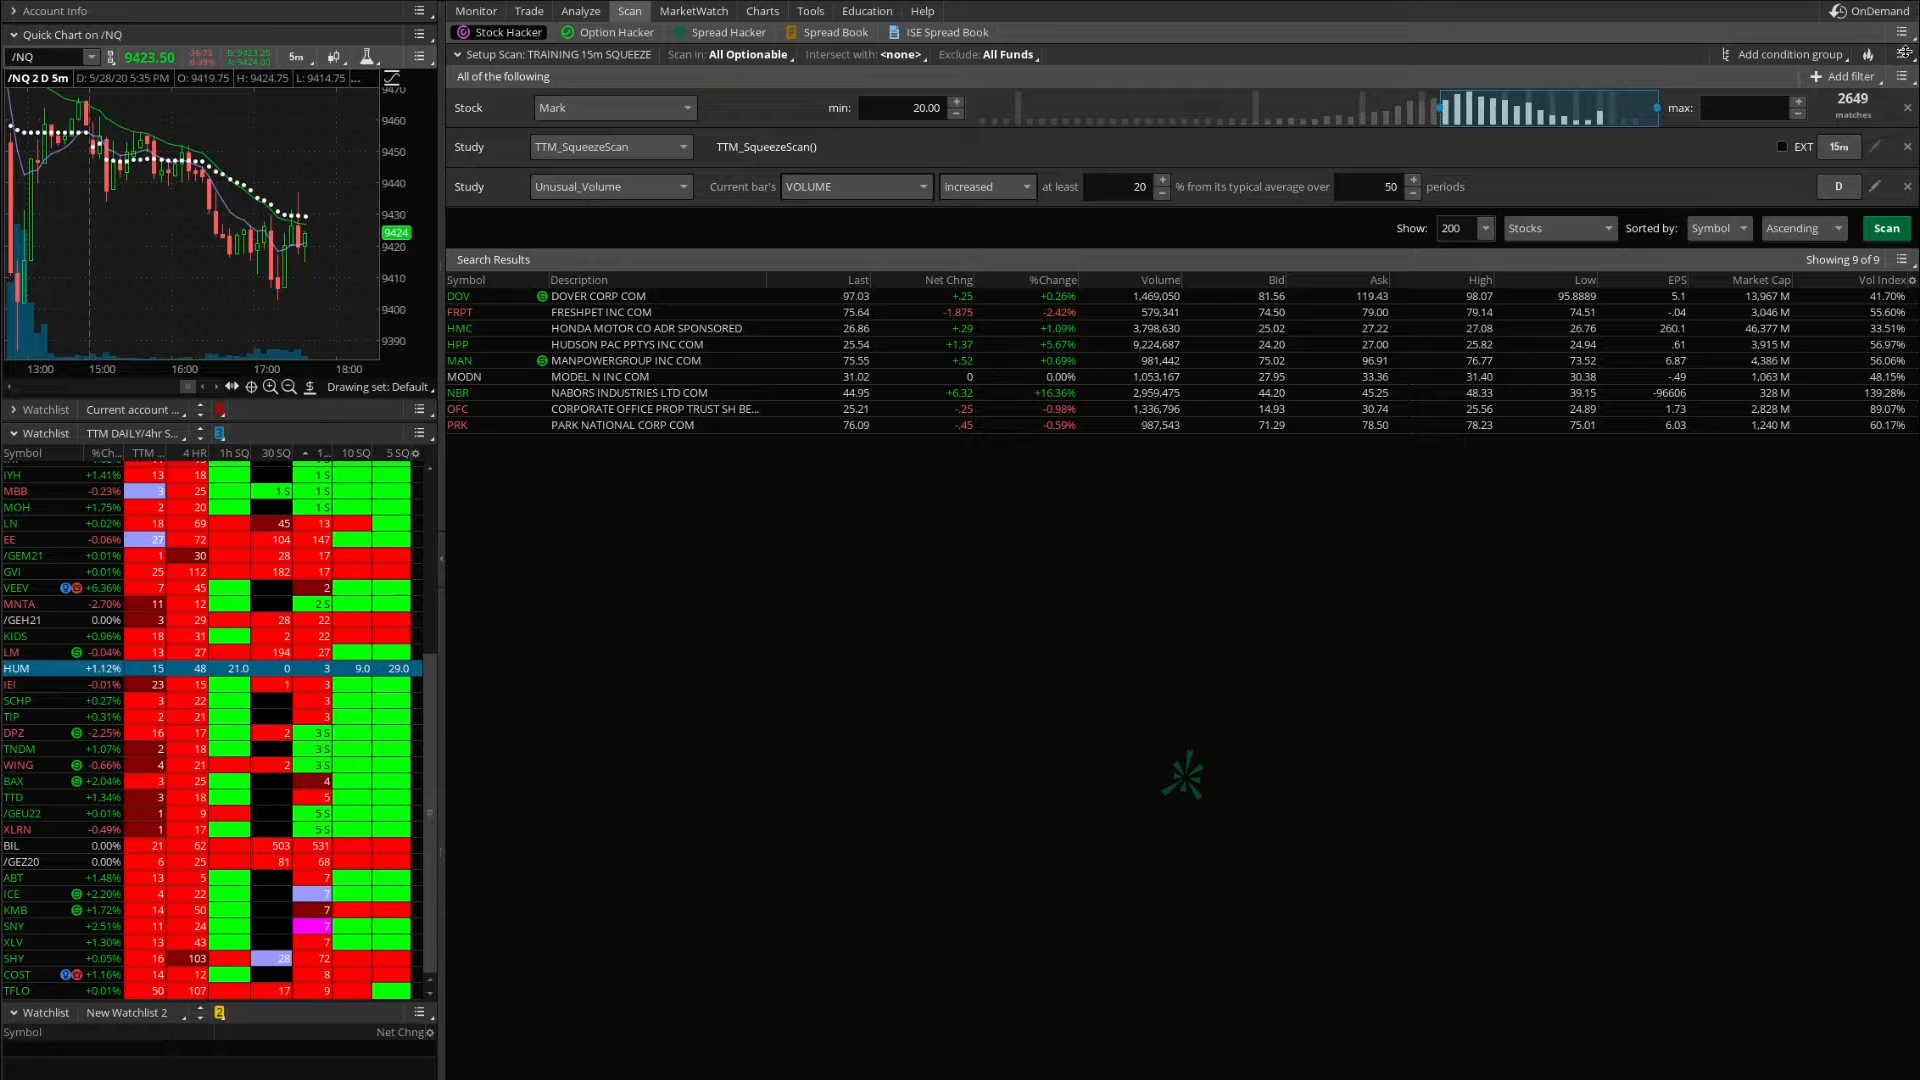 Account Info
Quick Chart on /NQ
/NQ 9423.50 -36.75 -0.39% B: 9423.25 A: 9424.00 5m
/NQ 2 D 5m D: 5/28/20 5:35 PM O: 9419.75 H: 9424.75 L: 9414.75 ...
9470
9460
9450
9440
9430
9424
9420
9410
9400
9390
13:00 15:00 16:00 17:00 18:00
Drawing set: Default
Watchlist Current account ...
Watchlist TTM DAILY/4hr S... 3
Symbol %Ch... TTM ... 4 HR 1h SQ 30 SQ 1... 10 SQ 5 SQ
IYH +1.41% 13 18 1 S
MBB -0.23% 3 25 1 S 1 S
MOH +1.75% 2 20 1 S
LN +0.02% 18 69 45 13
EE -0.06% 27 72 104 147
/GEM21 +0.01% 1 30 28 17
GVI +0.01% 25 112 182 17
VEEV +6.36% 7 45 2
MNTA -2.70% 11 12 2 S
/GEH21 0.00% 3 29 28 22
KIDS +0.96% 18 31 2 22
LM -0.04% 13 27 194 27
HUM +1.12% 15 48 21.0 0 3 9.0 29.0
IEI -0.01% 23 15 1 3
SCHP +0.27% 3 22 3
TIP +0.31% 2 21 3
DPZ -2.25% 16 17 2 3 S
TNDM +1.07% 2 18 3 S
WING -0.66% 4 21 2 3 S
BAX +2.04% 3 25 4
TTD +1.34% 3 18 5
/GEU22 +0.01% 1 9 5 S
XLRN -0.49% 1 17 5 S
BIL 0.00% 21 62 503 531
/GEZ20 0.00% 6 25 81 68
ABT +1.48% 13 5 7
ICE +2.20% 4 22 7
KMB +1.72% 14 50 7
SNY +2.51% 11 24 7
XLV +1.30% 13 43 7
SHY +0.05% 16 103 28 72
COST +1.16% 14 12 8
TFLO +0.01% 50 107 17 9
Watchlist New Watchlist 2 2
Symbol Net Chng
Monitor Trade Analyze Scan MarketWatch Charts Tools Education Help OnDemand
Stock Hacker Option Hacker Spread Hacker Spread Book ISE Spread Book
Setup Scan: TRAINING 15m SQUEEZE Scan in: All Optionable Intersect with: <none> Exclude: All Funds Add condition group
All of the following Add filter
Stock Mark min: 20.00 max: 2649 matches
Study TTM_SqueezeScan TTM_SqueezeScan() EXT 15m
Study Unusual_Volume Current bar's VOLUME increased at least 20 % from its typical average over 50 periods D
Show: 200 Stocks Sorted by: Symbol Ascending Scan
Search Results Showing 9 of 9
Symbol Description Last Net Chng %Change Volume Bid Ask High Low EPS Market Cap Vol Index
DOV DOVER CORP COM 97.03 +.25 +0.26% 1,469,050 81.56 119.43 98.07 95.8889 5.1 13,967 M 41.70%
FRPT FRESHPET INC COM 75.64 -1.875 -2.42% 579,341 74.50 79.00 79.14 74.51 -.04 3,046 M 55.60%
HMC HONDA MOTOR CO ADR SPONSORED 26.86 +.29 +1.09% 3,798,630 25.02 27.22 27.08 26.76 260.1 46,377 M 33.51%
HPP HUDSON PAC PPTYS INC COM 25.54 +1.37 +5.67% 9,224,687 24.20 27.00 25.82 24.94 .61 3,915 M 56.97%
MAN MANPOWERGROUP INC COM 75.55 +.52 +0.69% 981,442 75.02 96.91 76.77 73.52 6.87 4,386 M 56.06%
MODN MODEL N INC COM 31.02 0 0.00% 1,053,167 27.95 33.36 31.40 30.38 -.49 1,063 M 48.15%
NBR NABORS INDUSTRIES LTD COM 44.95 +6.32 +16.36% 2,959,475 44.20 45.25 48.33 39.15 -96606 328 M 139.28%
OFC CORPORATE OFFICE PROP TRUST SH BE... 25.21 -.25 -0.98% 1,336,796 14.93 30.74 25.56 24.89 1.73 2,828 M 89.07%
PRK PARK NATIONAL CORP COM 76.09 -.45 -0.59% 987,543 71.29 78.50 78.23 75.01 6.03 1,240 M 60.17%